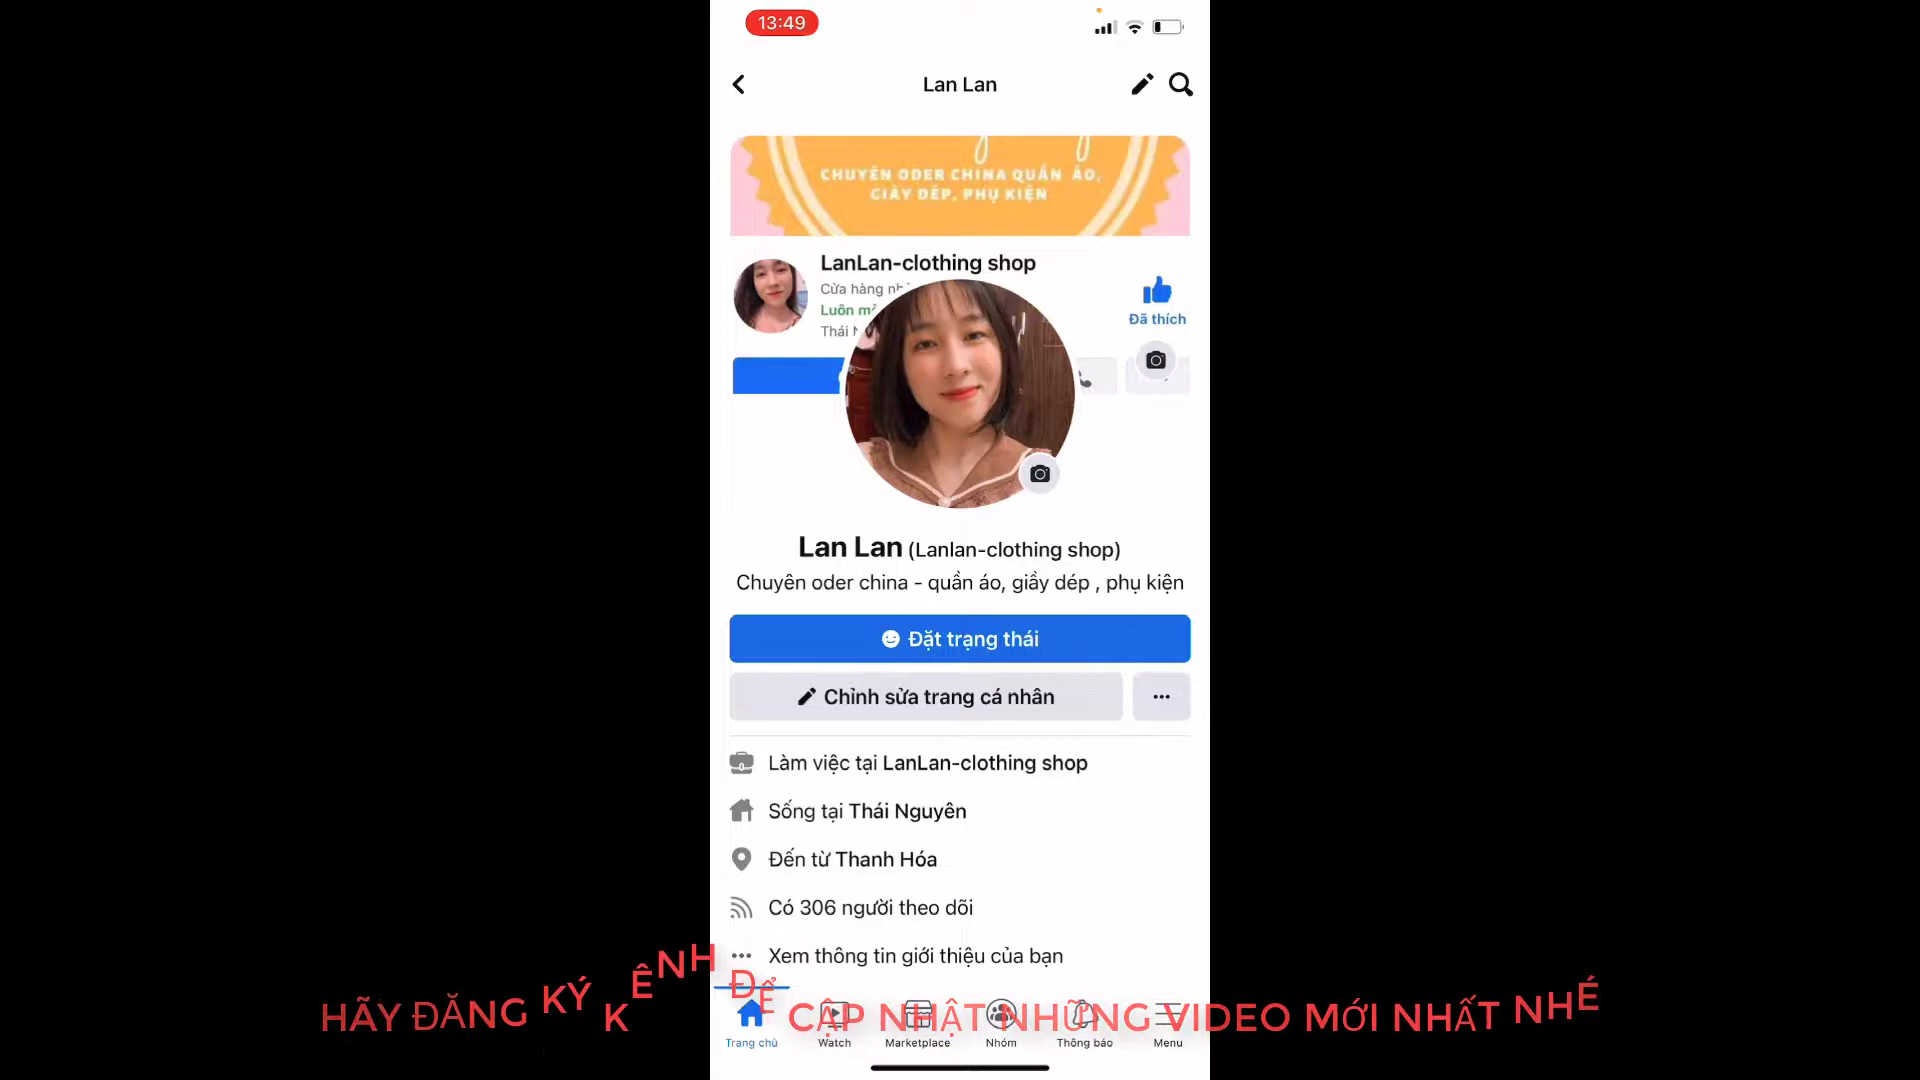 13:49
Lan Lan
CHUYÊN ODER CHINA QUẦN ÁO,
GIÀY DÉP, PHỤ KIỆN
LanLan-clothing shop
Cửa hàng
Luôn
Thái
Đã thích
Lan Lan (Lanlan-clothing shop)
Chuyên oder china - quần áo, giầy dép , phụ kiện
Đặt trạng thái
Chỉnh sửa trang cá nhân
Làm việc tại LanLan-clothing shop
Sống tại Thái Nguyên
Đến từ Thanh Hóa
Có 306 người theo dõi
Xem thông tin giới thiệu của bạn
HÃY ĐĂNG KÝ KÊNH ĐỂ CẬP NHẬT NHỮNG VIDEO MỚI NHẤT NHÉ
Trang chủ Watch Marketplace Nhóm Thông báo Menu